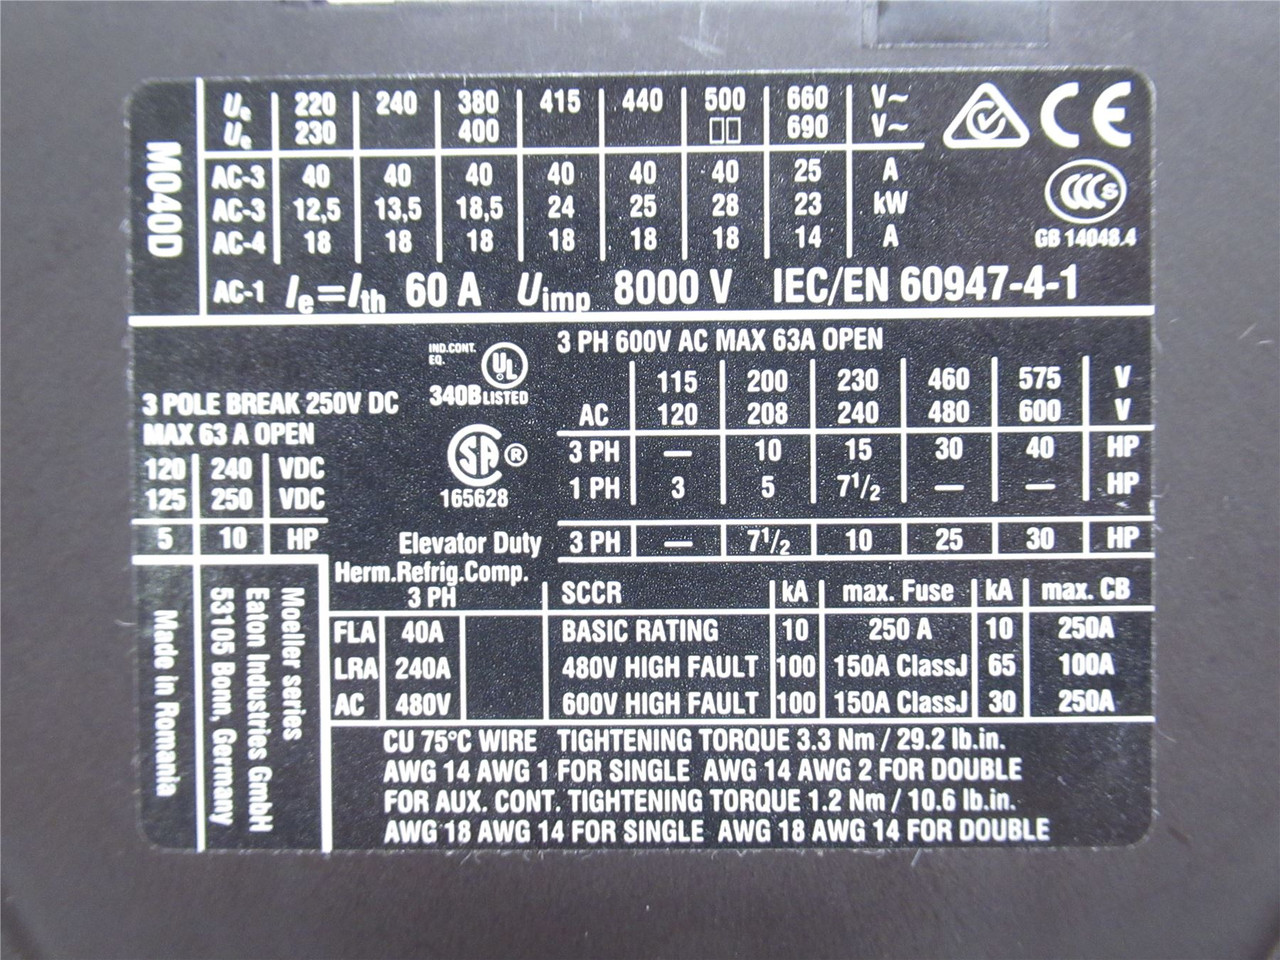 M040D
Ue 220 240 380 415 440 500 660 V~
Ue 230 400 □□ 690 V~
AC-3 40 40 40 40 40 40 25 A
AC-3 12,5 13,5 18,5 24 25 28 23 kW
AC-4 18 18 18 18 18 18 14 A
AC-1 Ie=Ith 60 A Uimp 8000 V IEC/EN 60947-4-1
CE
CCC S
GB 14048.4
3 POLE BREAK 250V DC
MAX 63 A OPEN
120 240 VDC
125 250 VDC
5 10 HP
IND.CONT.
EQ.
UL
340B LISTED
SA ®
165628
3 PH 600V AC MAX 63A OPEN
115 200 230 460 575 V
AC 120 208 240 480 600 V
3 PH — 10 15 30 40 HP
1 PH 3 5 7 1/2 — — HP
Elevator Duty 3 PH — 7 1/2 10 25 30 HP
Made in Romania
Moeller series
Eaton Industries GmbH
53105 Bonn, Germany
Herm.Refrig.Comp.
3 PH
FLA 40A
LRA 240A
AC 480V
SCCR kA max. Fuse kA max. CB
BASIC RATING 10 250 A 10 250A
480V HIGH FAULT 100 150A ClassJ 65 100A
600V HIGH FAULT 100 150A ClassJ 30 250A
CU 75°C WIRE TIGHTENING TORQUE 3.3 Nm / 29.2 lb.in.
AWG 14 AWG 1 FOR SINGLE AWG 14 AWG 2 FOR DOUBLE
FOR AUX. CONT. TIGHTENING TORQUE 1.2 Nm / 10.6 lb.in.
AWG 18 AWG 14 FOR SINGLE AWG 18 AWG 14 FOR DOUBLE